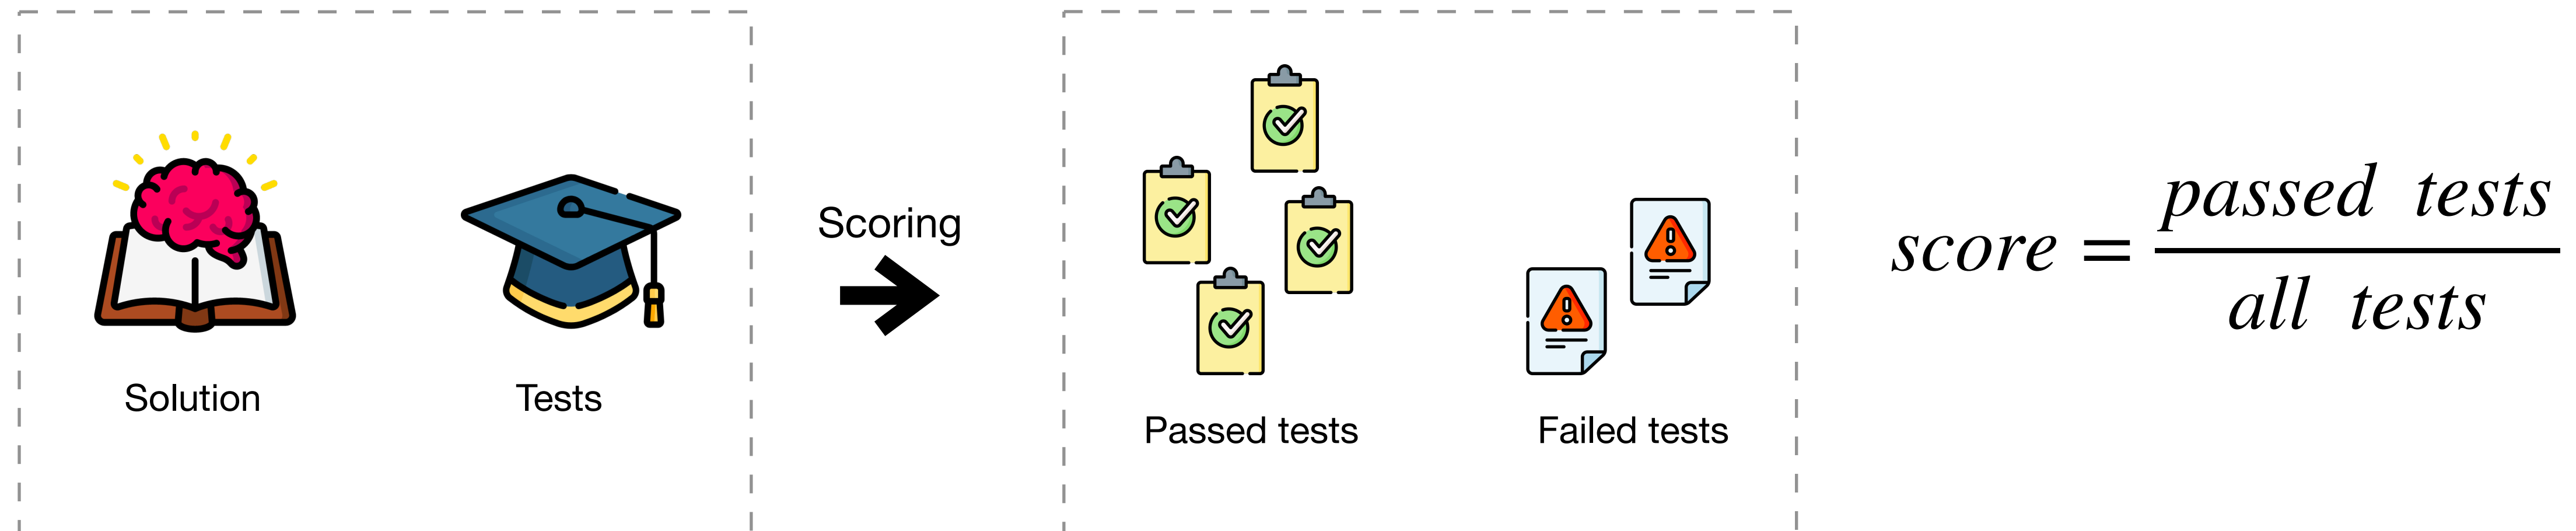 Solution
Tests
Scoring
Passed tests
Failed tests
score = passed tests
all tests